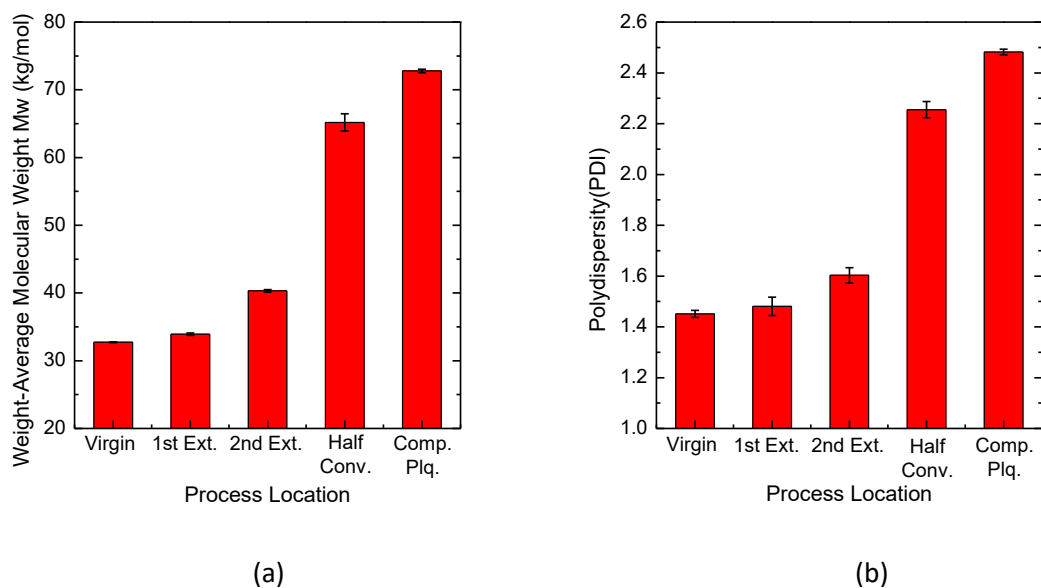 Weight-Average Molecular Weight Mw (kg/mol)
80
70
60
50
40
30
20
Virgin 1st Ext. 2nd Ext. Half Conv. Comp. Plq.
Process Location
(a)
Polydispersity(PDI)
2.6
2.4
2.2
2.0
1.8
1.6
1.4
1.2
1.0
Virgin 1st Ext. 2nd Ext. Half Conv. Comp. Plq.
Process Location
(b)